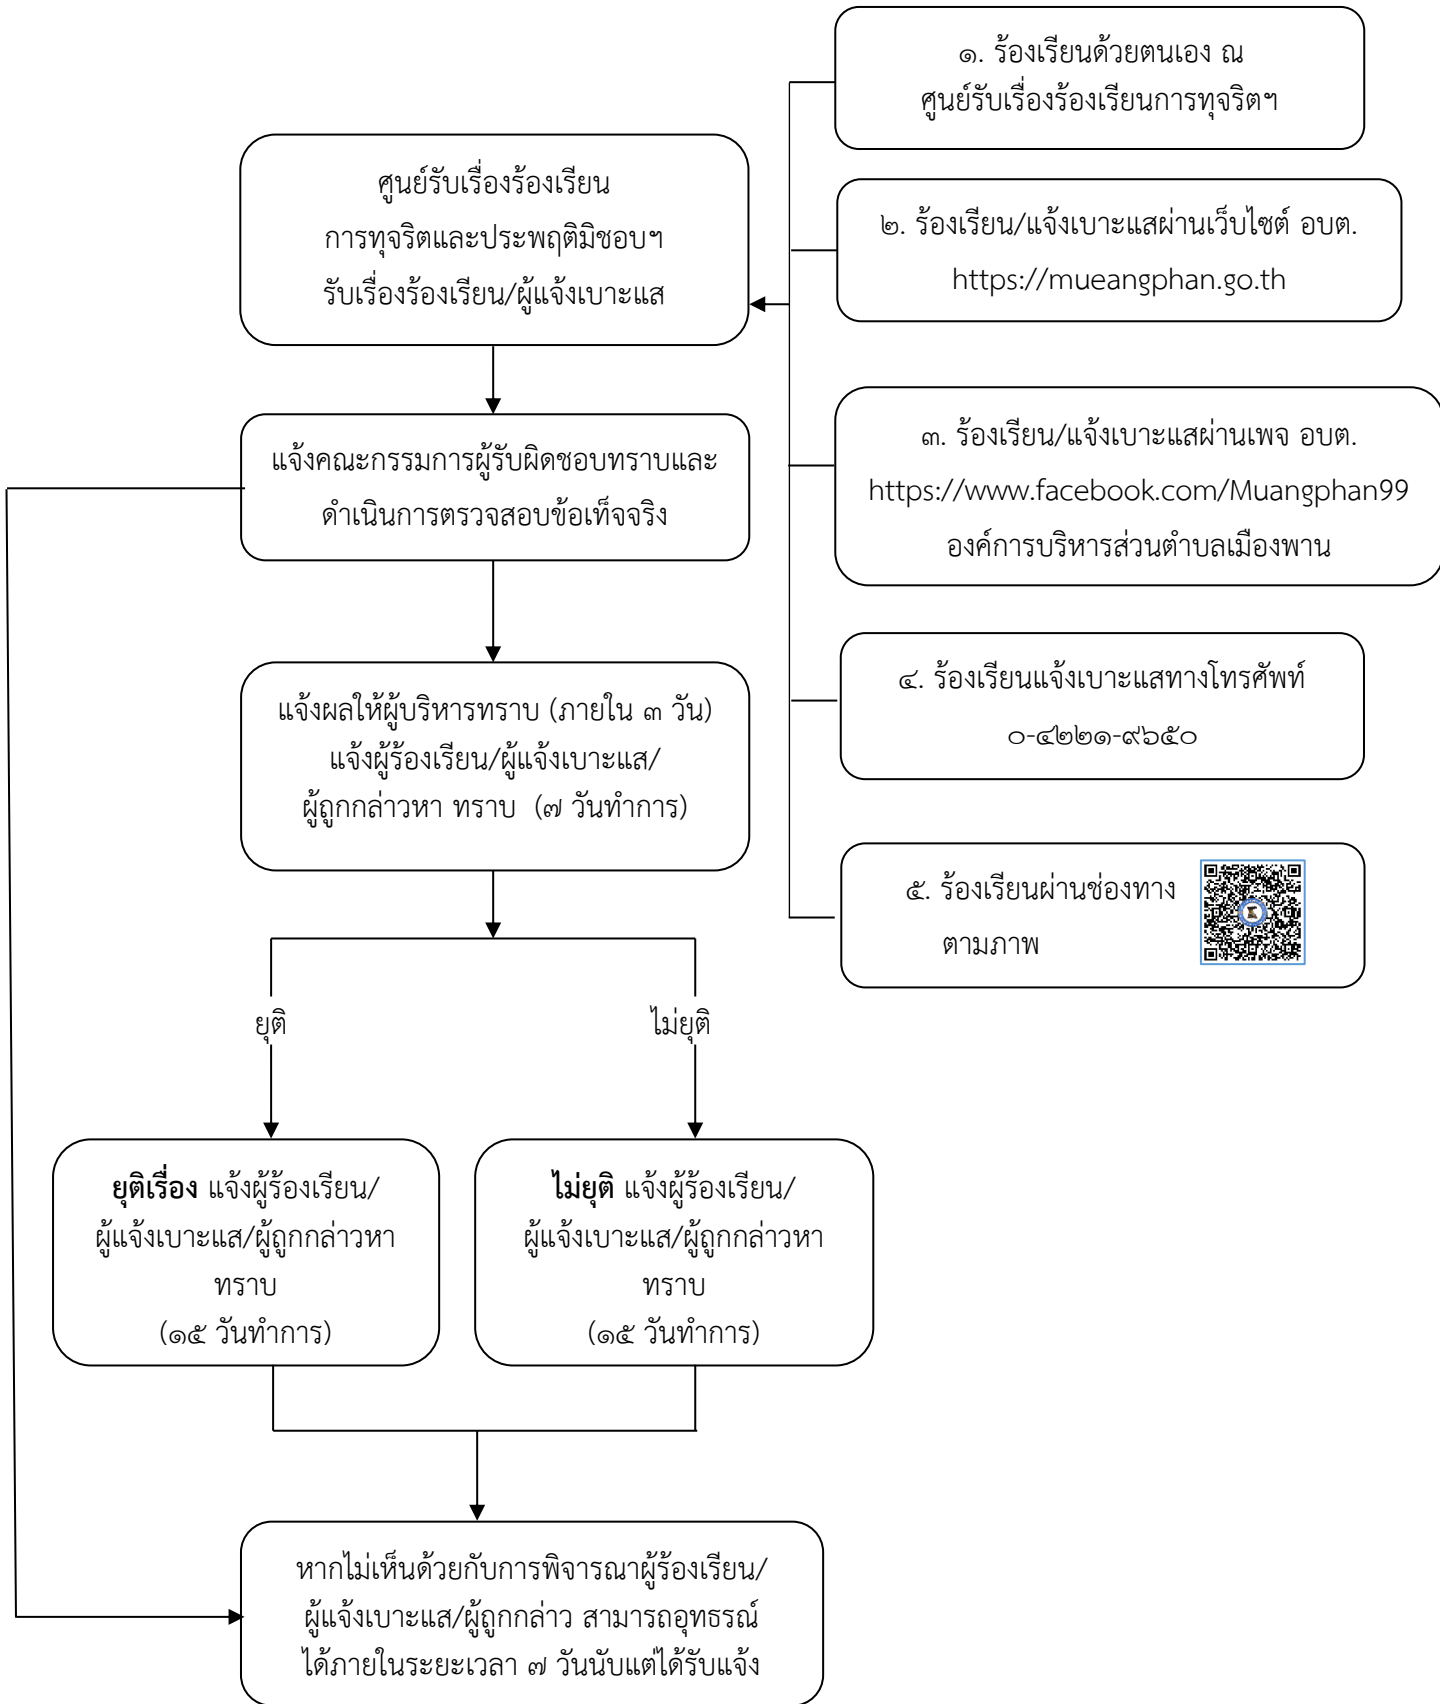 ๑. ร้องเรียนด้วยตนเอง ณ
ศูนย์รับเรื่องร้องเรียนการทุจริตฯ
ศูนย์รับเรื่องร้องเรียน
การทุจริตและประพฤติมิชอบฯ
รับเรื่องร้องเรียน/ผู้แจ้งเบาะแส
๒. ร้องเรียน/แจ้งเบาะแสผ่านเว็บไซต์ อบต.
https://mueangphan.go.th
๓. ร้องเรียน/แจ้งเบาะแสผ่านเพจ อบต.
https://www.facebook.com/Muangphan99
องค์การบริหารส่วนตำบลเมืองพาน
แจ้งคณะกรรมการผู้รับผิดชอบทราบและ
ดำเนินการตรวจสอบข้อเท็จจริง
๔. ร้องเรียนแจ้งเบาะแสทางโทรศัพท์
๐-๔๒๒๑-๙๖๕๐
แจ้งผลให้ผู้บริหารทราบ (ภายใน ๓ วัน)
แจ้งผู้ร้องเรียน/ผู้แจ้งเบาะแส/
ผู้ถูกกล่าวหา ทราบ (๗ วันทำการ)
๕. ร้องเรียนผ่านช่องทาง
ตามภาพ
ยุติ
ไม่ยุติ
ยุติเรื่อง แจ้งผู้ร้องเรียน/
ผู้แจ้งเบาะแส/ผู้ถูกกล่าวหา
ทราบ
(๑๕ วันทำการ)
ไม่ยุติ แจ้งผู้ร้องเรียน/
ผู้แจ้งเบาะแส/ผู้ถูกกล่าวหา
ทราบ
(๑๕ วันทำการ)
หากไม่เห็นด้วยกับการพิจารณาผู้ร้องเรียน/
ผู้แจ้งเบาะแส/ผู้ถูกกล่าว สามารถอุทธรณ์
ได้ภายในระยะเวลา ๗ วันนับแต่ได้รับแจ้ง